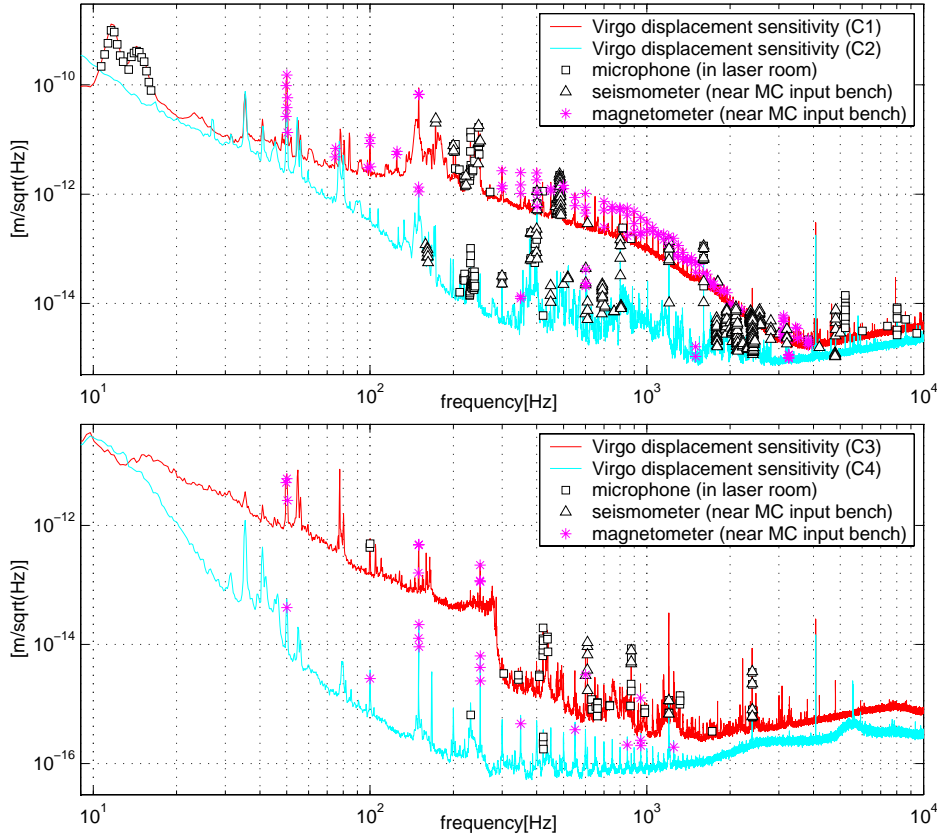 Virgo displacement sensitivity (C1)
Virgo displacement sensitivity (C2)
microphone (in laser room)
seismometer (near MC input bench)
magnetometer (near MC input bench)
10^-10
10^-12
10^-14
[m/sqrt(Hz)]
10^1
10^2
10^3
10^4
frequency[Hz]
Virgo displacement sensitivity (C3)
Virgo displacement sensitivity (C4)
microphone (in laser room)
seismometer (near MC input bench)
magnetometer (near MC input bench)
10^-12
10^-14
10^-16
[m/sqrt(Hz)]
10^1
10^2
10^3
10^4
frequency[Hz]